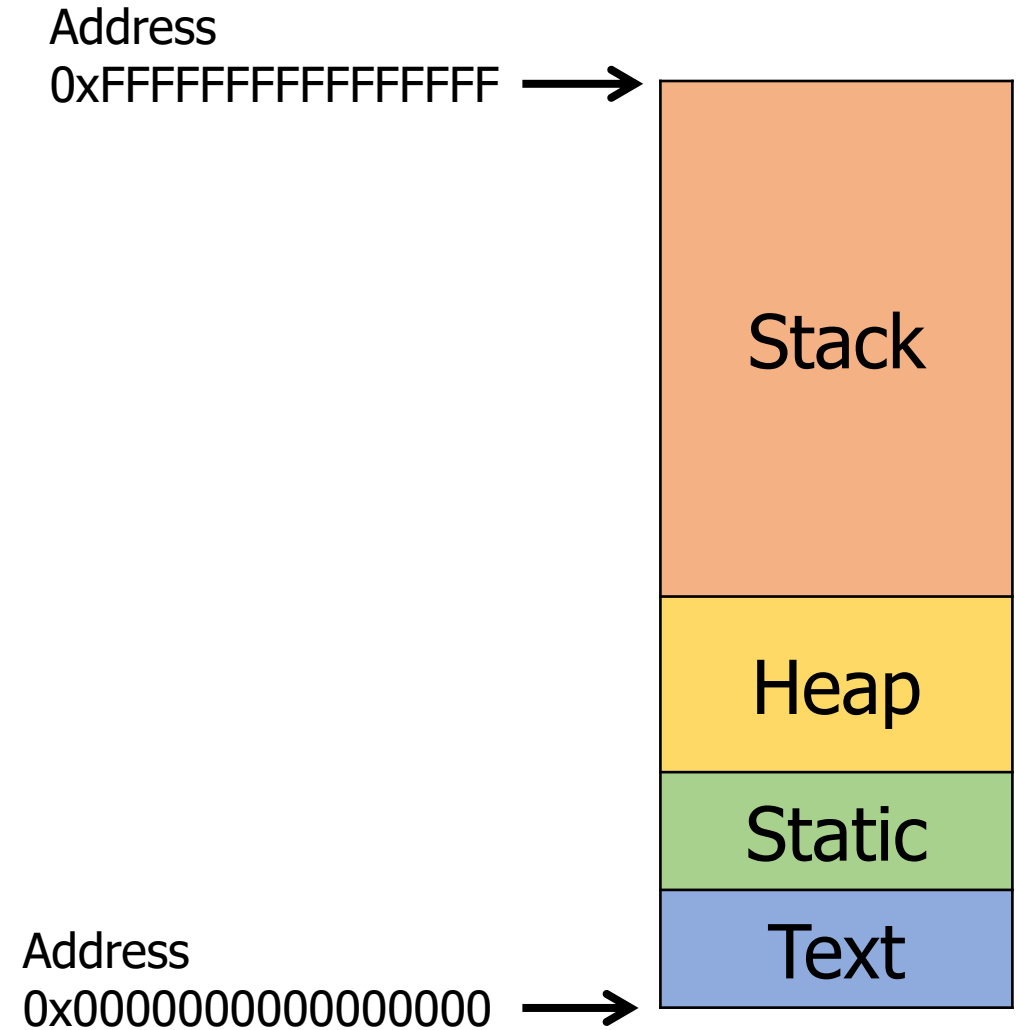 Address
0xFFFFFFFFFFFFFFFF
Stack
Heap
Static
Text
Address
0x0000000000000000